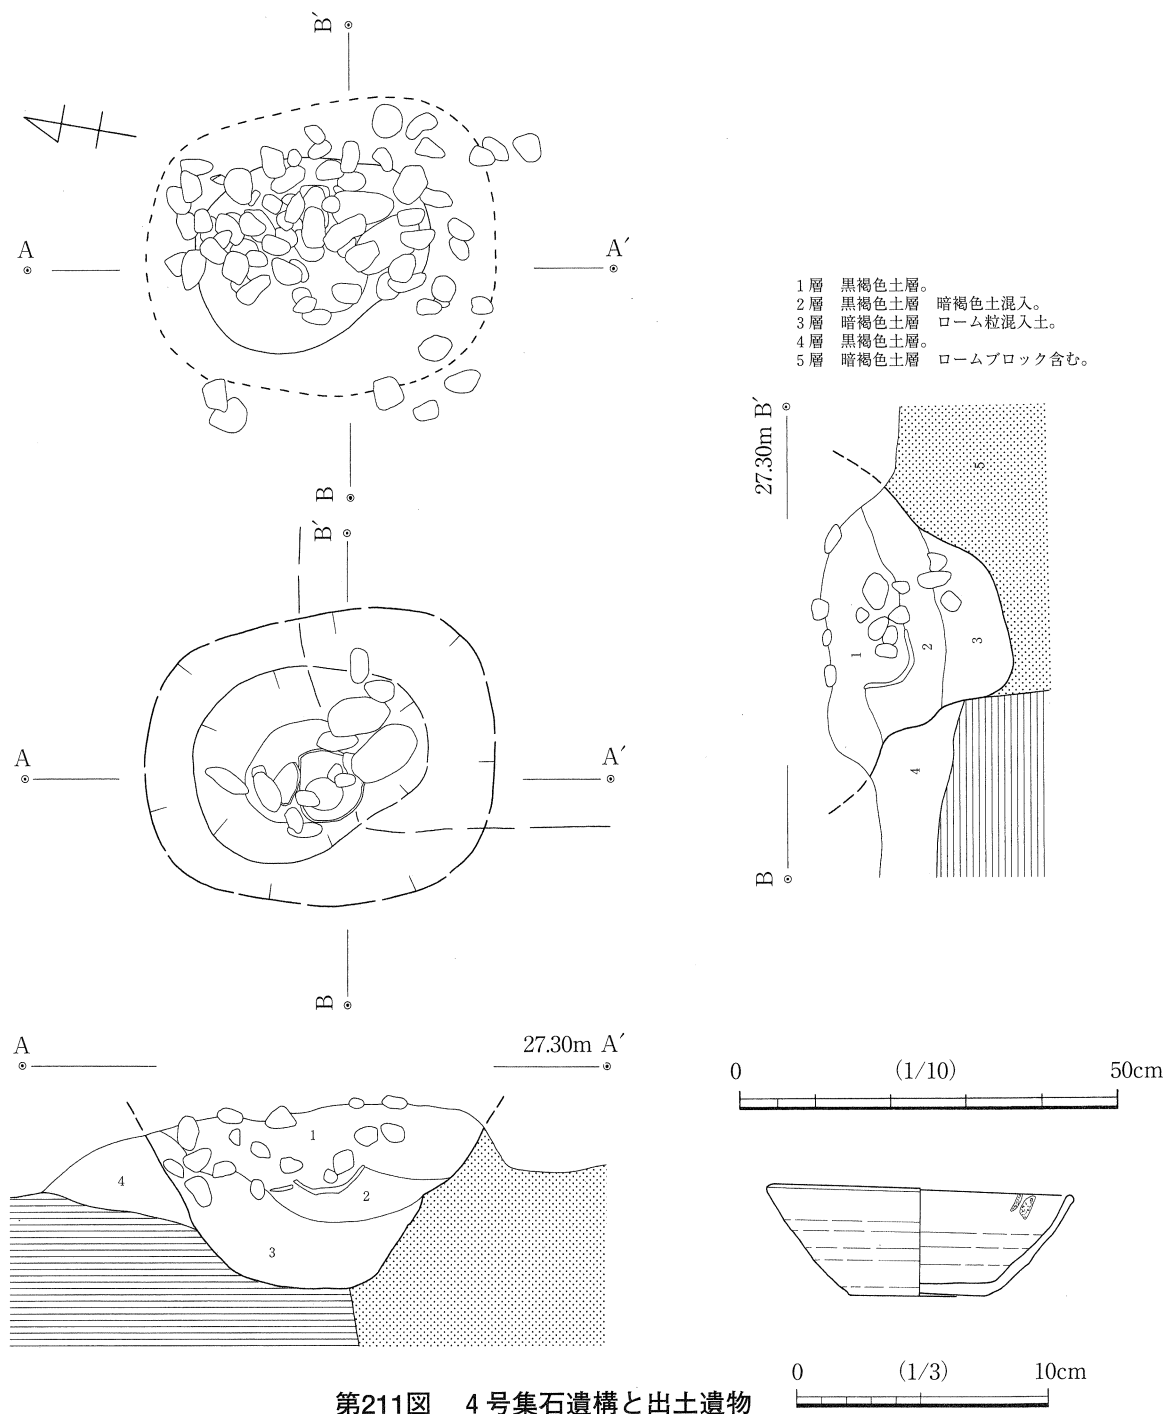 B′
A
A′
B
1層　黒褐色土層。
2層　黒褐色土層　暗褐色土混入。
3層　暗褐色土層　ローム粒混入土。
4層　黒褐色土層。
5層　暗褐色土層　ロームブロック含む。
27.30m B′
5
3
2
1
4
B
B′
A
A′
B
A
27.30m A′
1
4
2
3
0 (1/10) 50cm
0 (1/3) 10cm
第211図　4号集石遺構と出土遺物